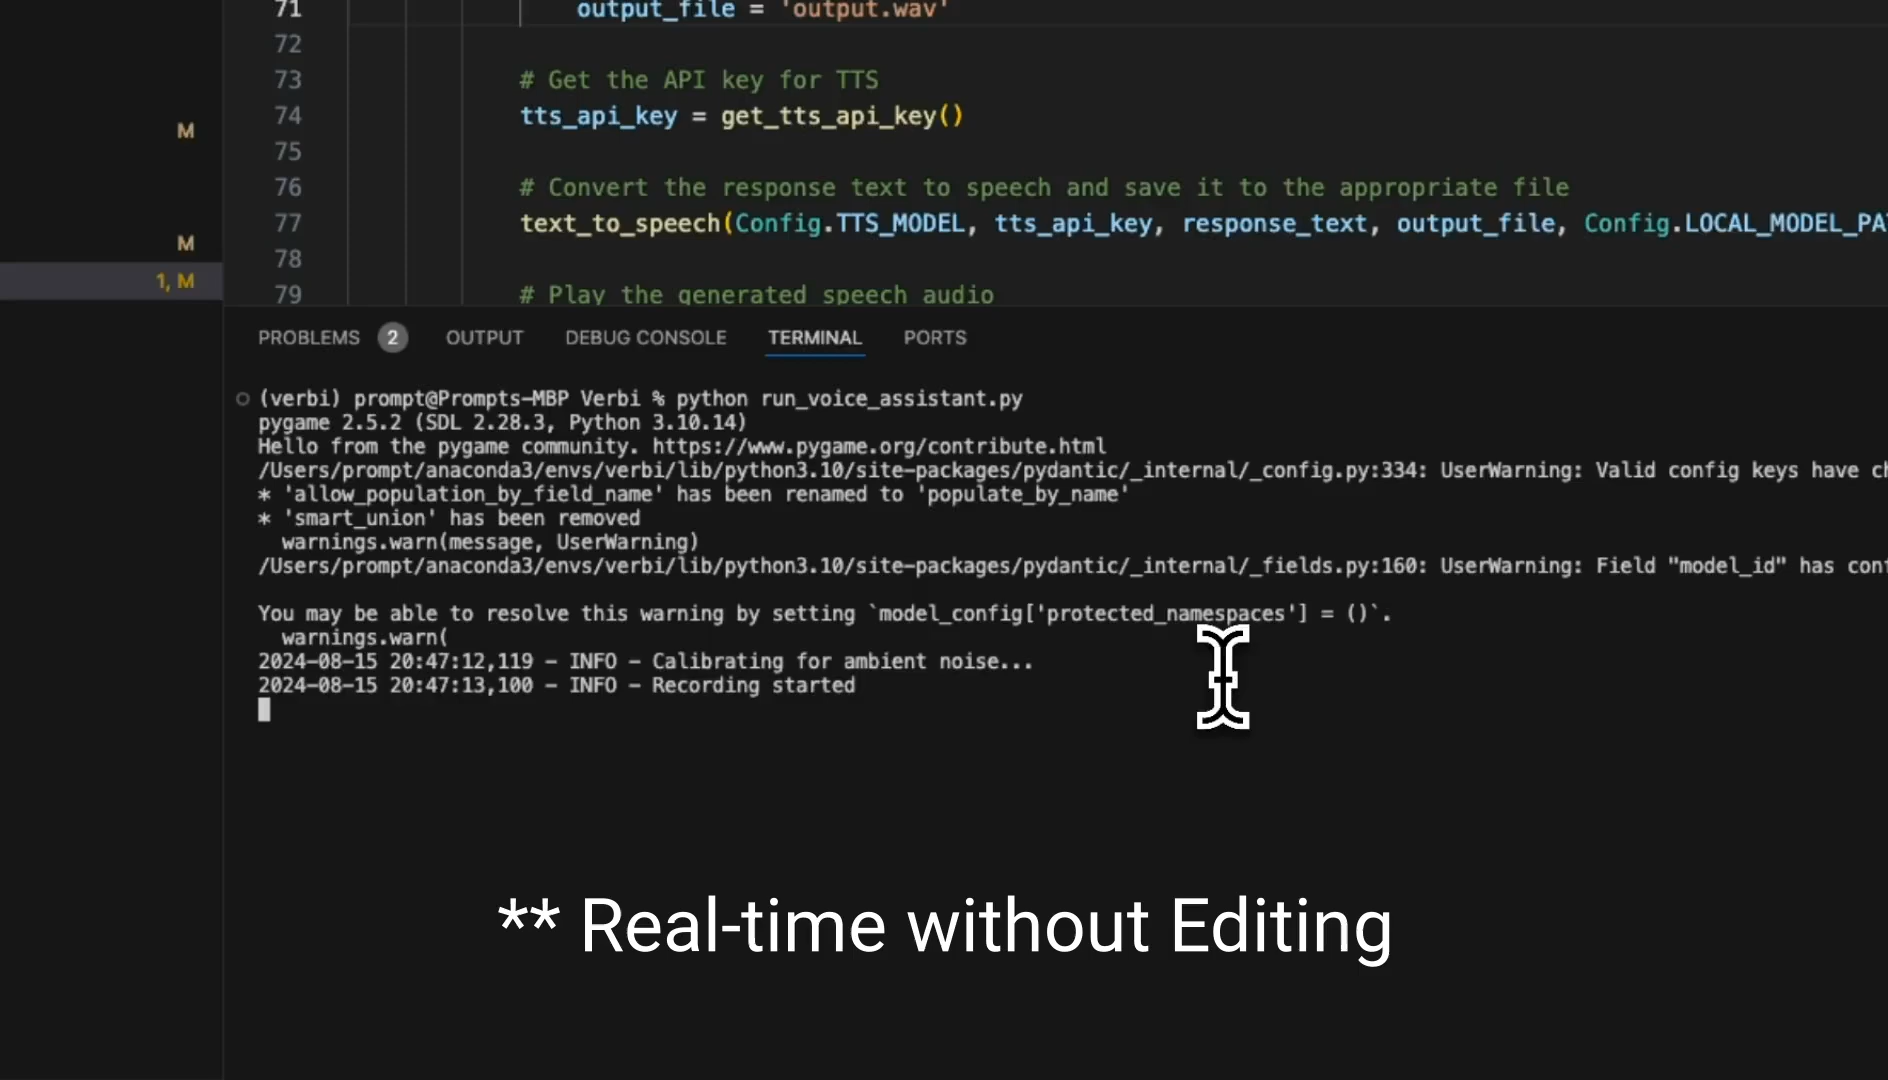 71 output_file = 'output.wav'
72
73 # Get the API key for TTS
74 tts_api_key = get_tts_api_key()
75
76 # Convert the response text to speech and save it to the appropriate file
77 text_to_speech(Config.TTS_MODEL, tts_api_key, response_text, output_file, Config.LOCAL_MODEL_PA
78
79 # Play the generated speech audio
M
M
1, M
PROBLEMS 2 OUTPUT DEBUG CONSOLE TERMINAL PORTS
(verbi) prompt@Prompts-MBP Verbi % python run_voice_assistant.py
pygame 2.5.2 (SDL 2.28.3, Python 3.10.14)
Hello from the pygame community. https://www.pygame.org/contribute.html
/Users/prompt/anaconda3/envs/verbi/lib/python3.10/site-packages/pydantic/_internal/_config.py:334: UserWarning: Valid config keys have
* 'allow_population_by_field_name' has been renamed to 'populate_by_name'
* 'smart_union' has been removed
warnings.warn(message, UserWarning)
/Users/prompt/anaconda3/envs/verbi/lib/python3.10/site-packages/pydantic/_internal/_fields.py:160: UserWarning: Field "model_id" has
You may be able to resolve this warning by setting `model_config['protected_namespaces'] = ()`.
warnings.warn(
2024-08-15 20:47:12,119 - INFO - Calibrating for ambient noise...
2024-08-15 20:47:13,100 - INFO - Recording started
** Real-time without Editing